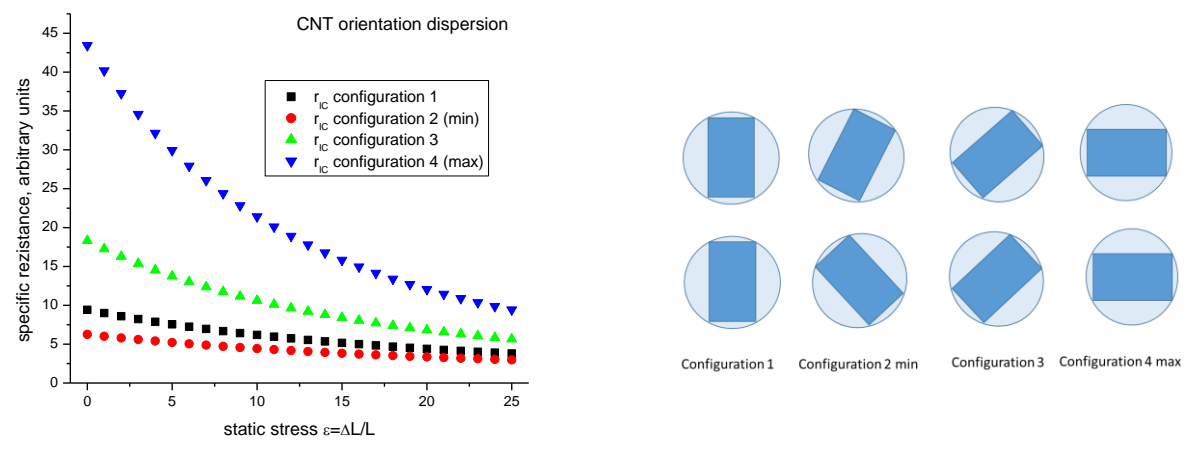 CNT orientation dispersion
specific rezistance, arbitrary units
45
40
35
30
25
20
15
10
5
0
r_IC configuration 1
r_IC configuration 2 (min)
r_IC configuration 3
r_IC configuration 4 (max)
0 5 10 15 20 25
static stress ε=ΔL/L
Configuration 1 Configuration 2 min Configuration 3 Configuration 4 max